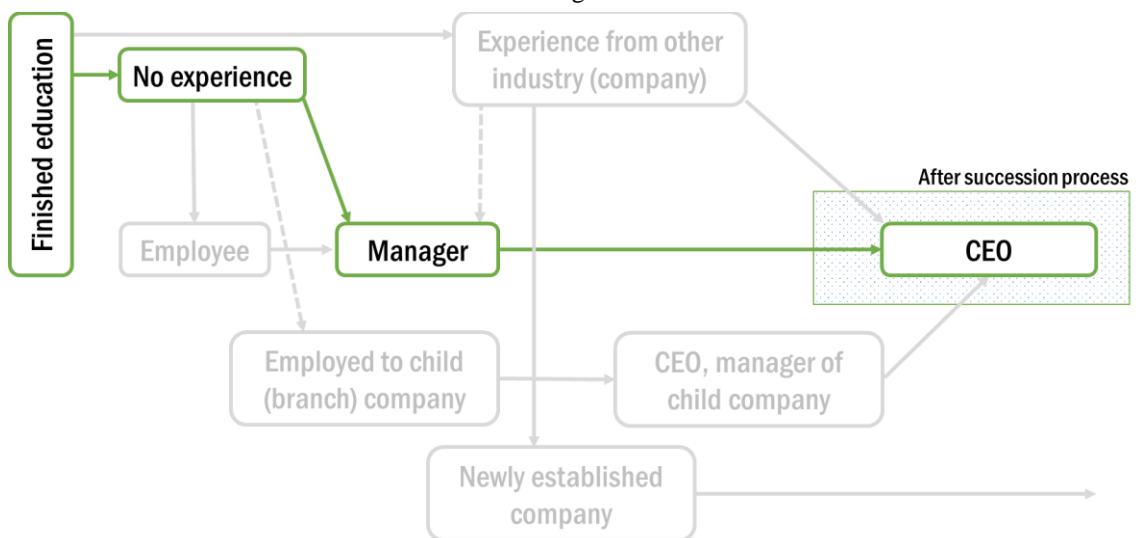 Finished education
Experience from other
industry (company)
No experience
After succession process
Employee
Manager
CEO
Employed to child
(branch) company
CEO, manager of
child company
Newly established
company